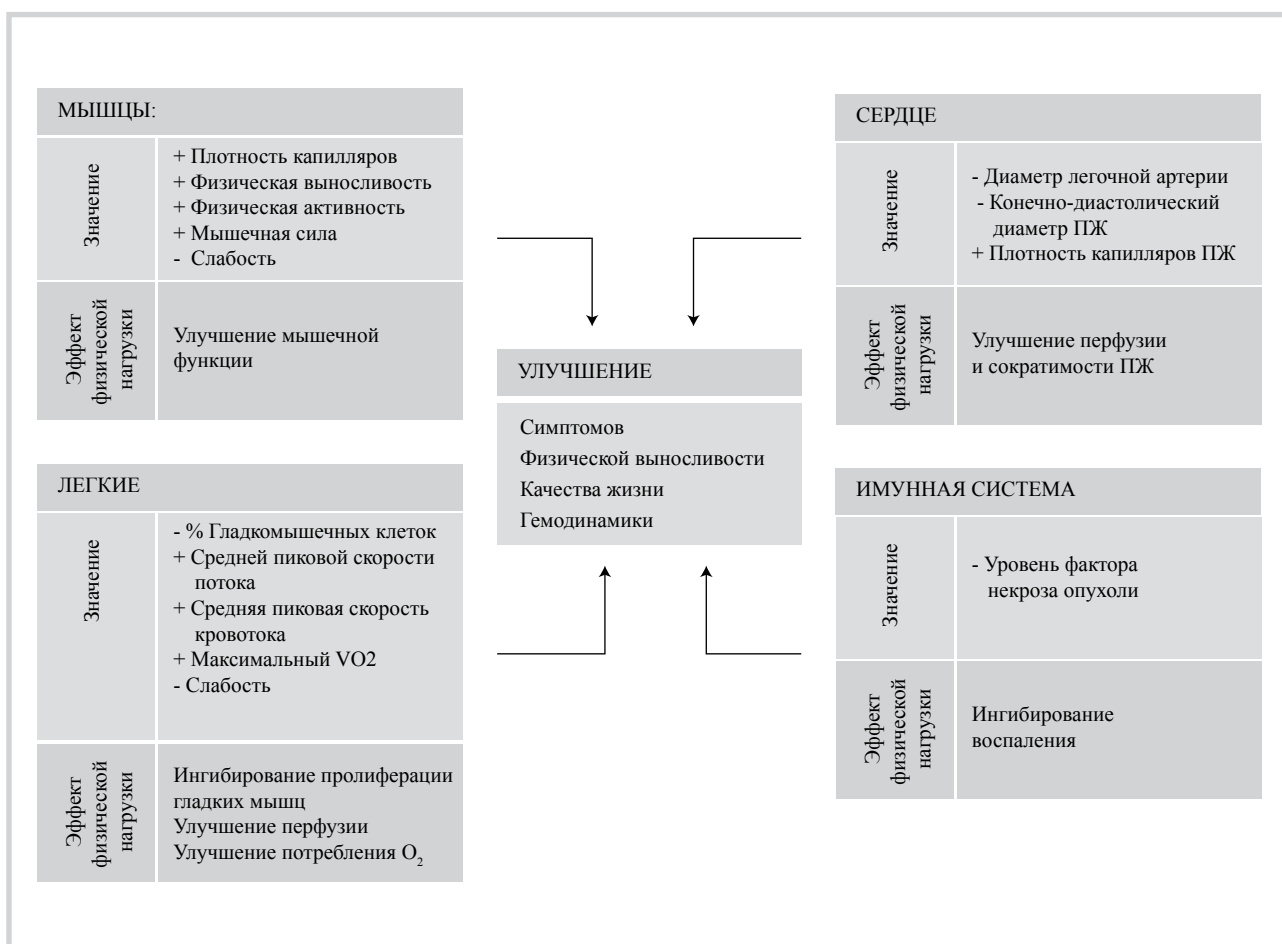 МЫШЦЫ:
Значение
+ Плотность капилляров
+ Физическая выносливость
+ Физическая активность
+ Мышечная сила
- Слабость
Эффект
физической
нагрузки
Улучшение мышечной
функции
ЛЕГКИЕ
Значение
- % Гладкомышечных клеток
+ Средней пиковой скорости
потока
+ Средняя пиковая скорость
кровотока
+ Максимальный VO2
- Слабость
Эффект
физической
нагрузки
Ингибирование пролиферации
гладких мышц
Улучшение перфузии
Улучшение потребления O₂
УЛУЧШЕНИЕ
Симптомов
Физической выносливости
Качества жизни
Гемодинамики
СЕРДЦЕ
Значение
- Диаметр легочной артерии
- Конечно-диастолический
диаметр ПЖ
+ Плотность капилляров ПЖ
Эффект
физической
нагрузки
Улучшение перфузии
и сократимости ПЖ
ИМУННАЯ СИСТЕМА
Значение
- Уровень фактора
некроза опухоли
Эффект
физической
нагрузки
Ингибирование
воспаления